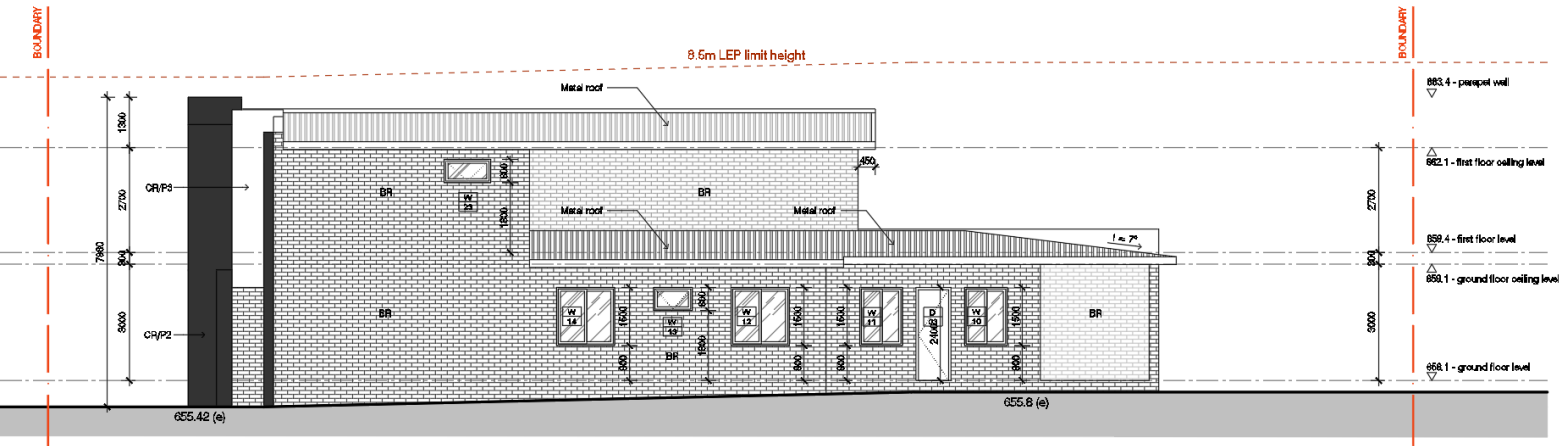 BOUNDARY
BOUNDARY
8.5m LEP limit height
663.4 - parapet wall
Metal roof
1300
662.1 - first floor ceiling level
450
600
CR/P3
BR
BR
W
15
2700
2700
1800
Metal roof
Metal roof
659.4 - first floor level
7980
300
300
659.1 - ground floor ceiling level
600
W
14
W
12
W
11
D
03
W
10
BR
BR
W
13
3000
1500
1500
1500
1500
3000
2400
CR/P2
BR
1800
900
900
900
656.1 - ground floor level
655.42 (e)
655.8 (e)